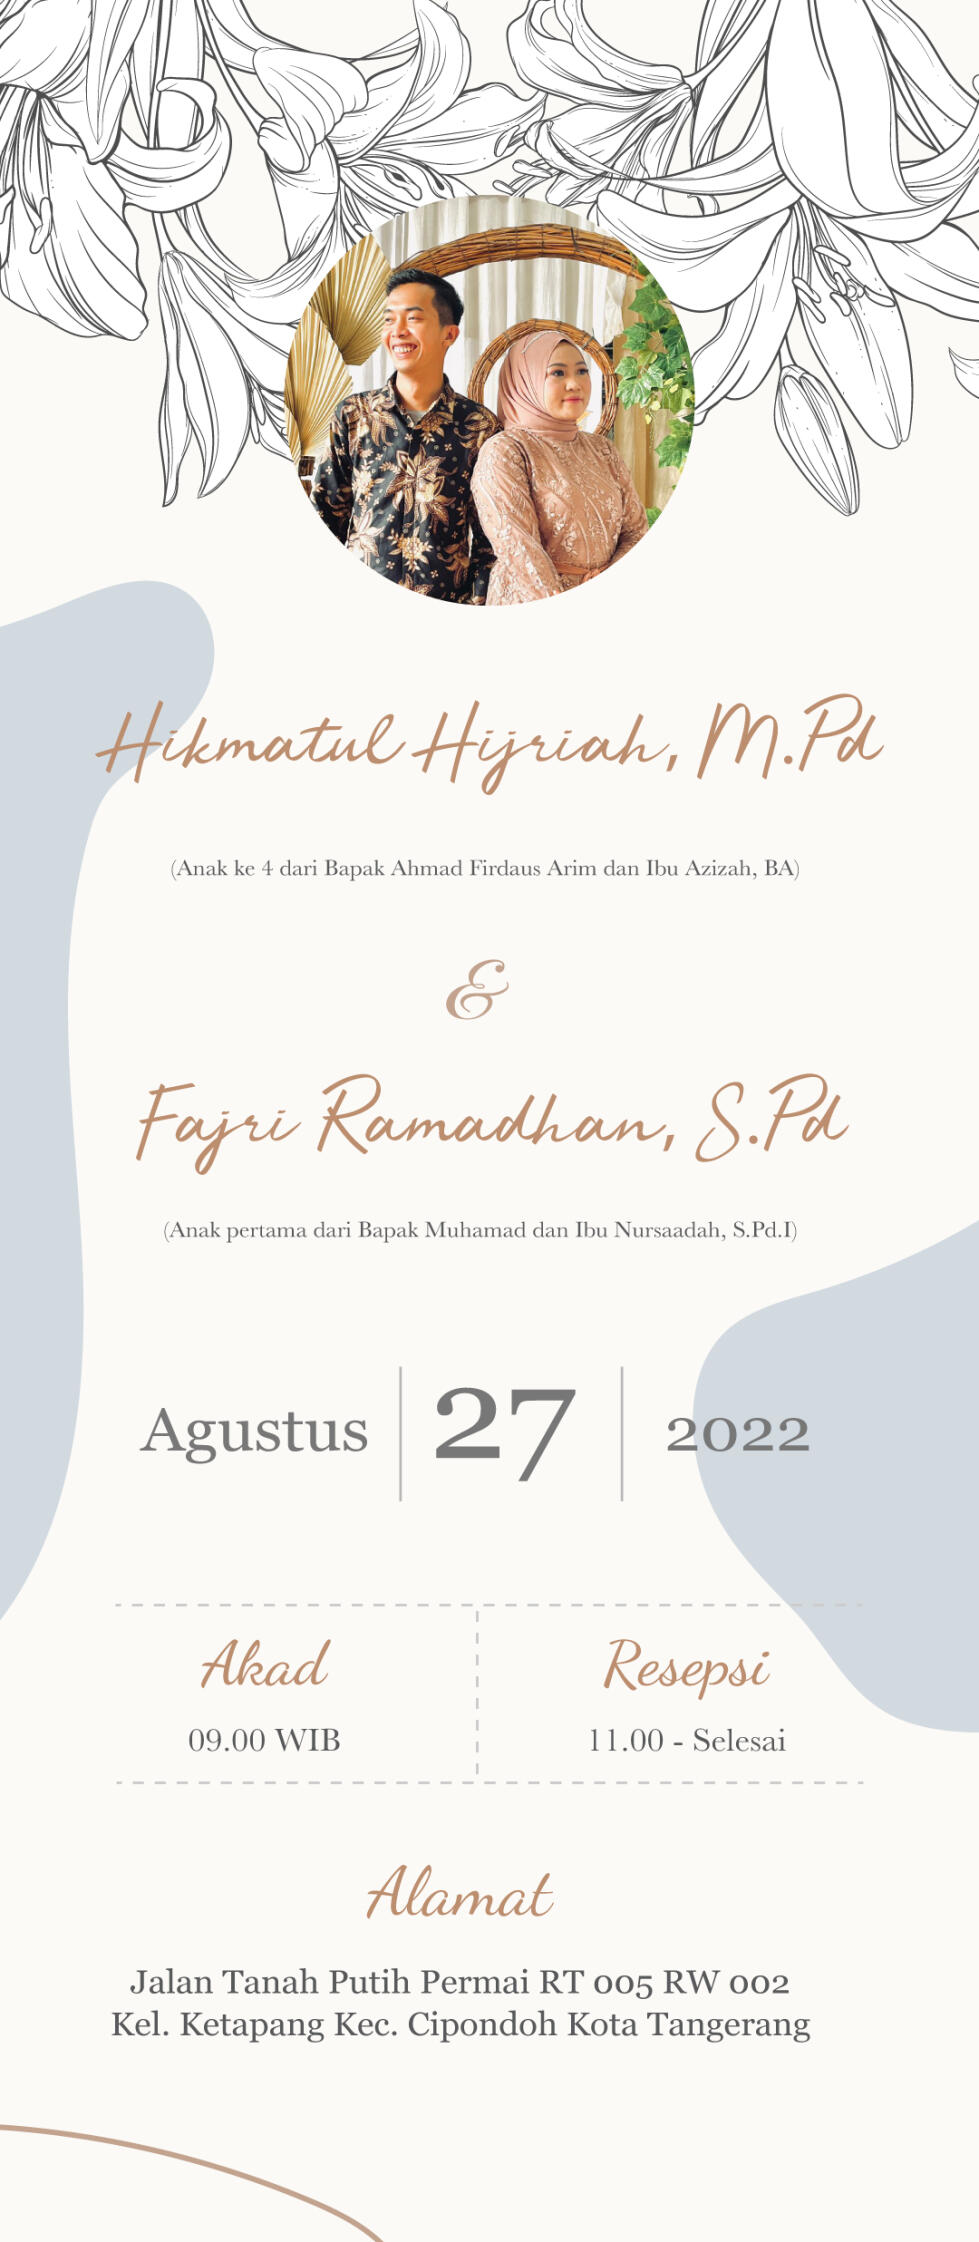 Hikmatul Hijriah, M.Pd
(Anak ke 4 dari Bapak Ahmad Firdaus Arim dan Ibu Azizah, BA)
&
Fajri Ramadhan, S.Pd
(Anak pertama dari Bapak Muhamad dan Ibu Nursaadah, S.Pd.I)
Agustus 27 2022
Akad Resepsi
09.00 WIB 11.00 - Selesai
Alamat
Jalan Tanah Putih Permai RT 005 RW 002
Kel. Ketapang Kec. Cipondoh Kota Tangerang